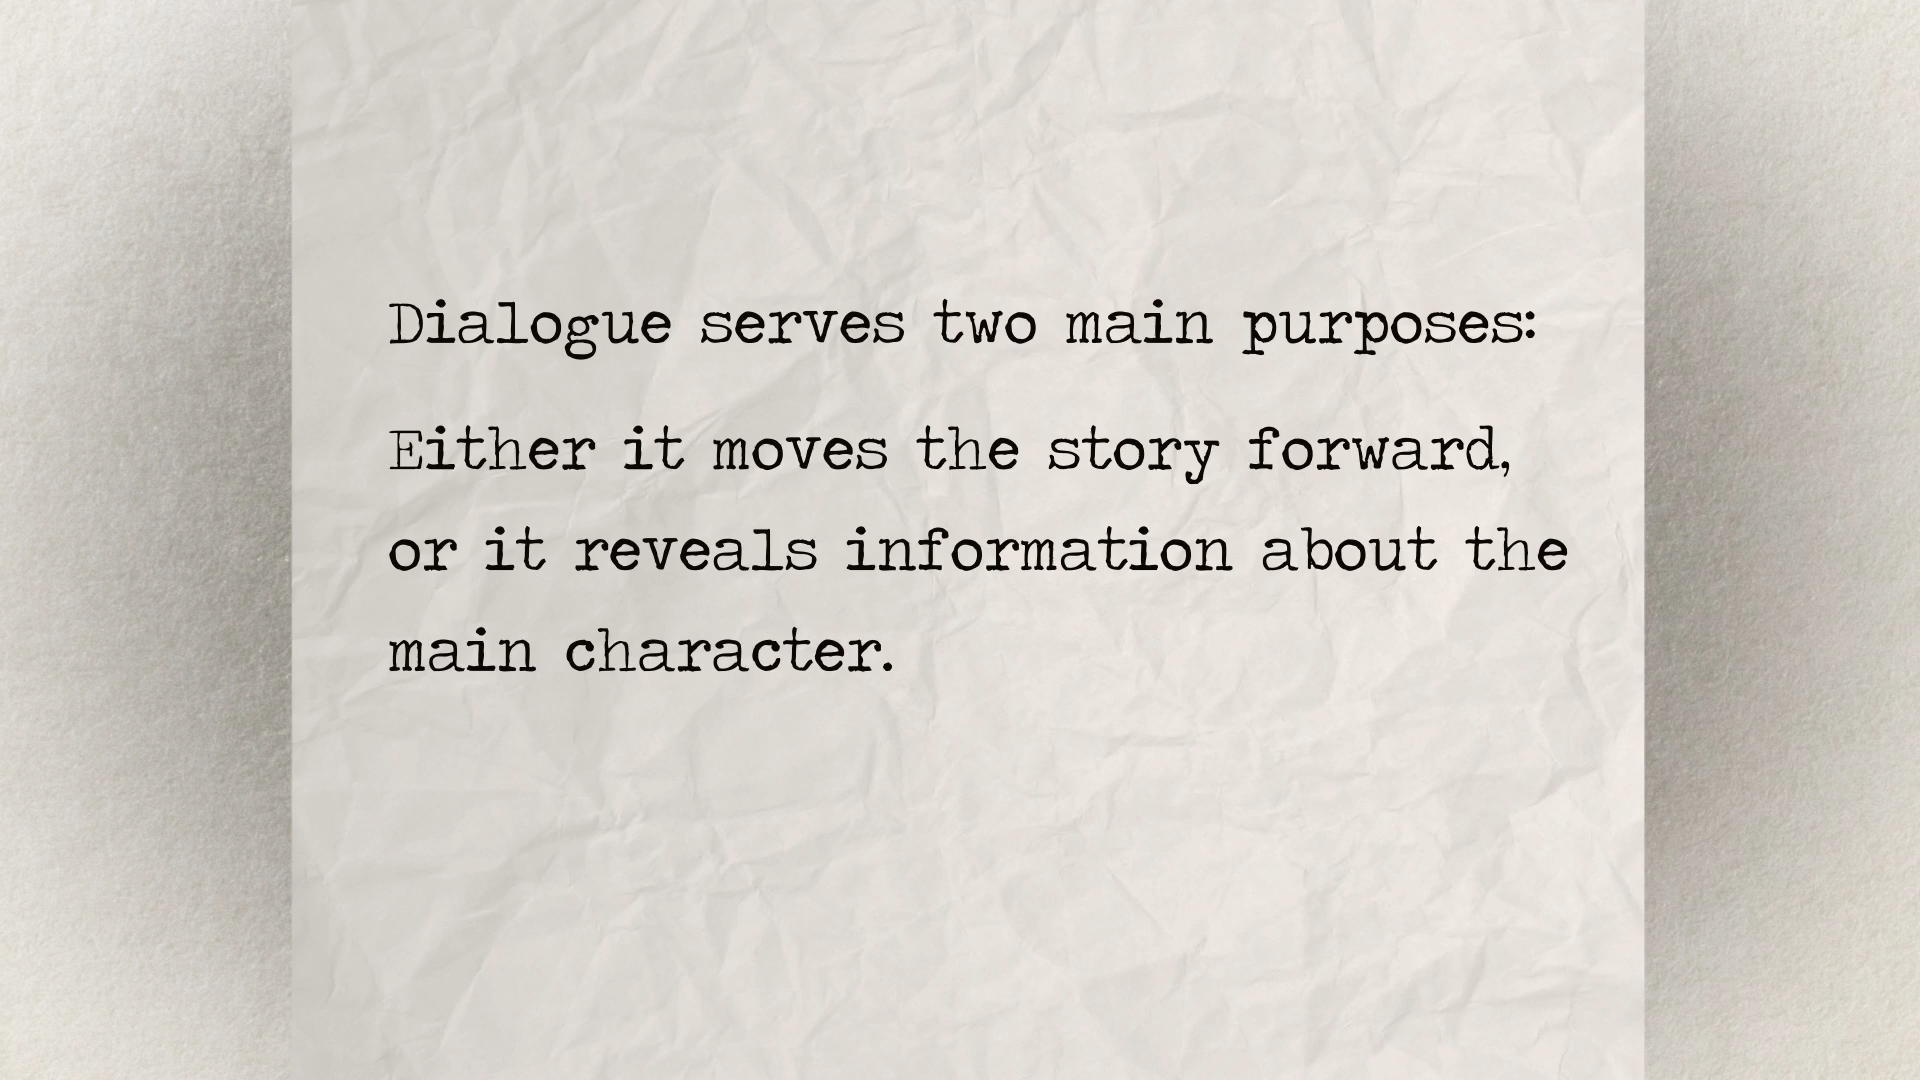 Dialogue serves two main purposes:
Either it moves the story forward,
or it reveals information about the
main character.